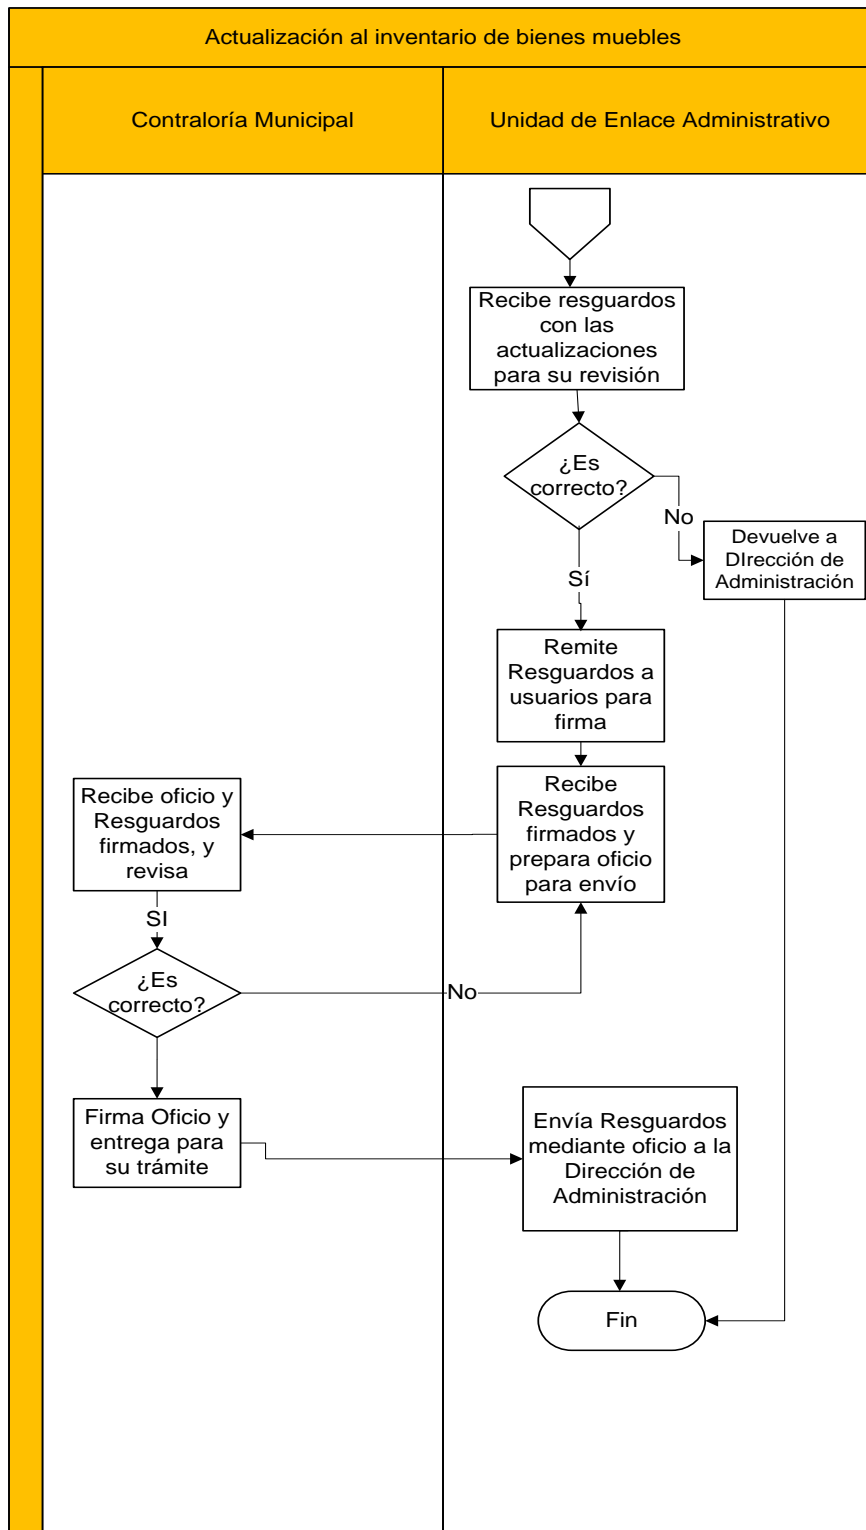 Actualización al inventario de bienes muebles
Contraloría Municipal
Unidad de Enlace Administrativo
Recibe resguardos
con las
actualizaciones
para su revisión
¿Es
correcto?
No
Devuelve a
DIrección de
Administración
Sí
Remite
Resguardos a
usuarios para
firma
Recibe
Resguardos
firmados y
prepara oficio
para envío
Recibe oficio y
Resguardos
firmados, y
revisa
SI
¿Es
correcto?
No
Firma Oficio y
entrega para
su trámite
Envía Resguardos
mediante oficio a la
Dirección de
Administración
Fin